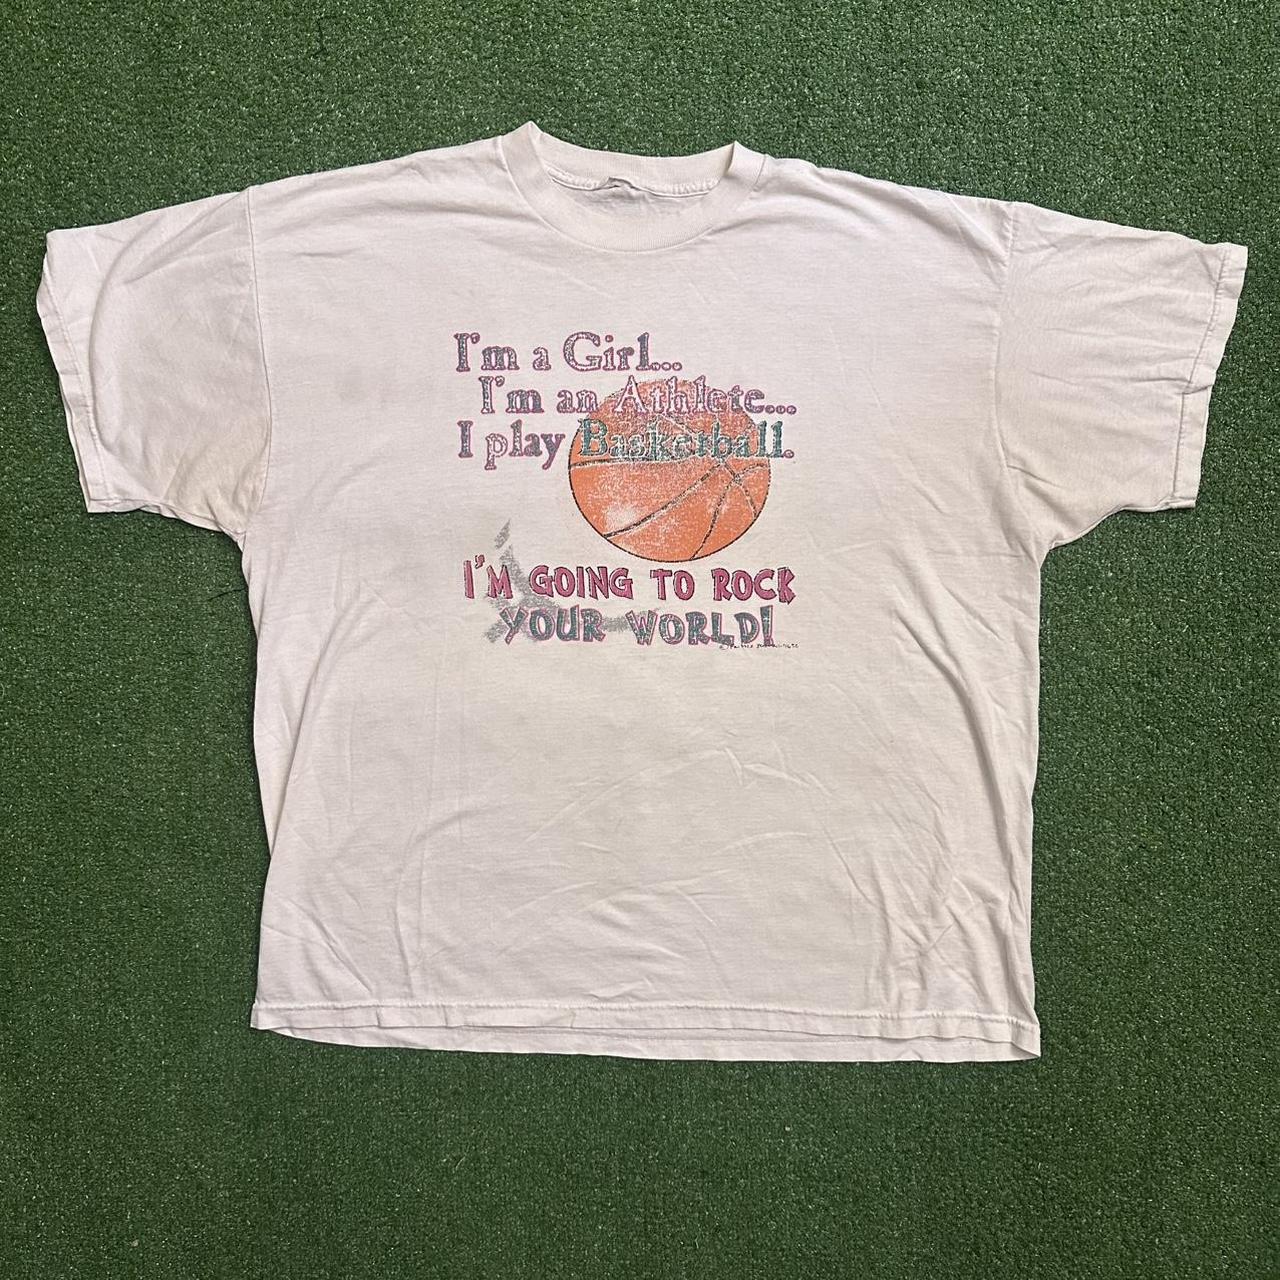 I'm a Girl...
I'm an Athlete...
I play Basketball.
I'M GOING TO ROCK
YOUR WORLD!